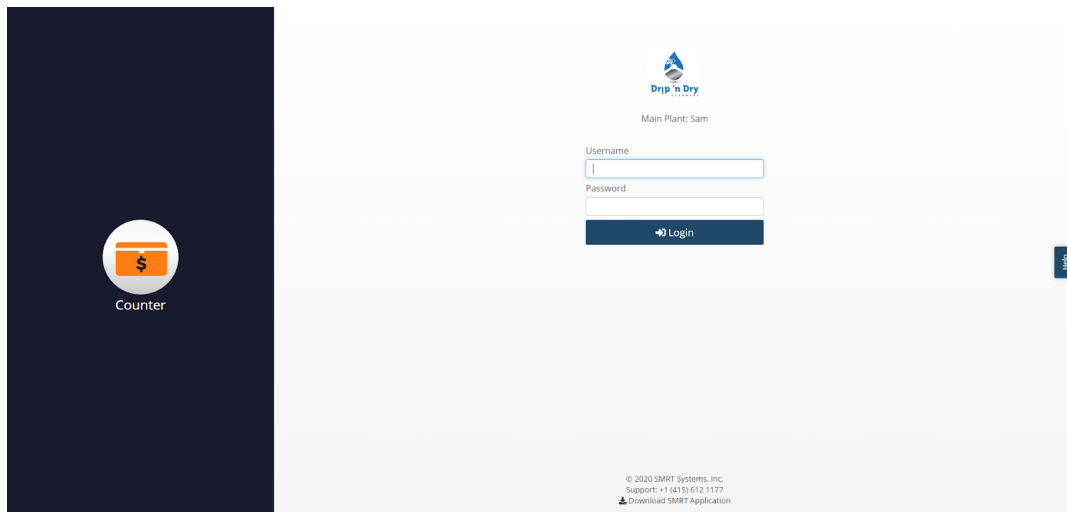 $
Counter
Drip 'n Dry
CLEANERS
Main Plant: Sam
Username
Password
Login
Help
© 2020 SMRT Systems, Inc.
Support: +1 (415) 612 1177
Download SMRT Application